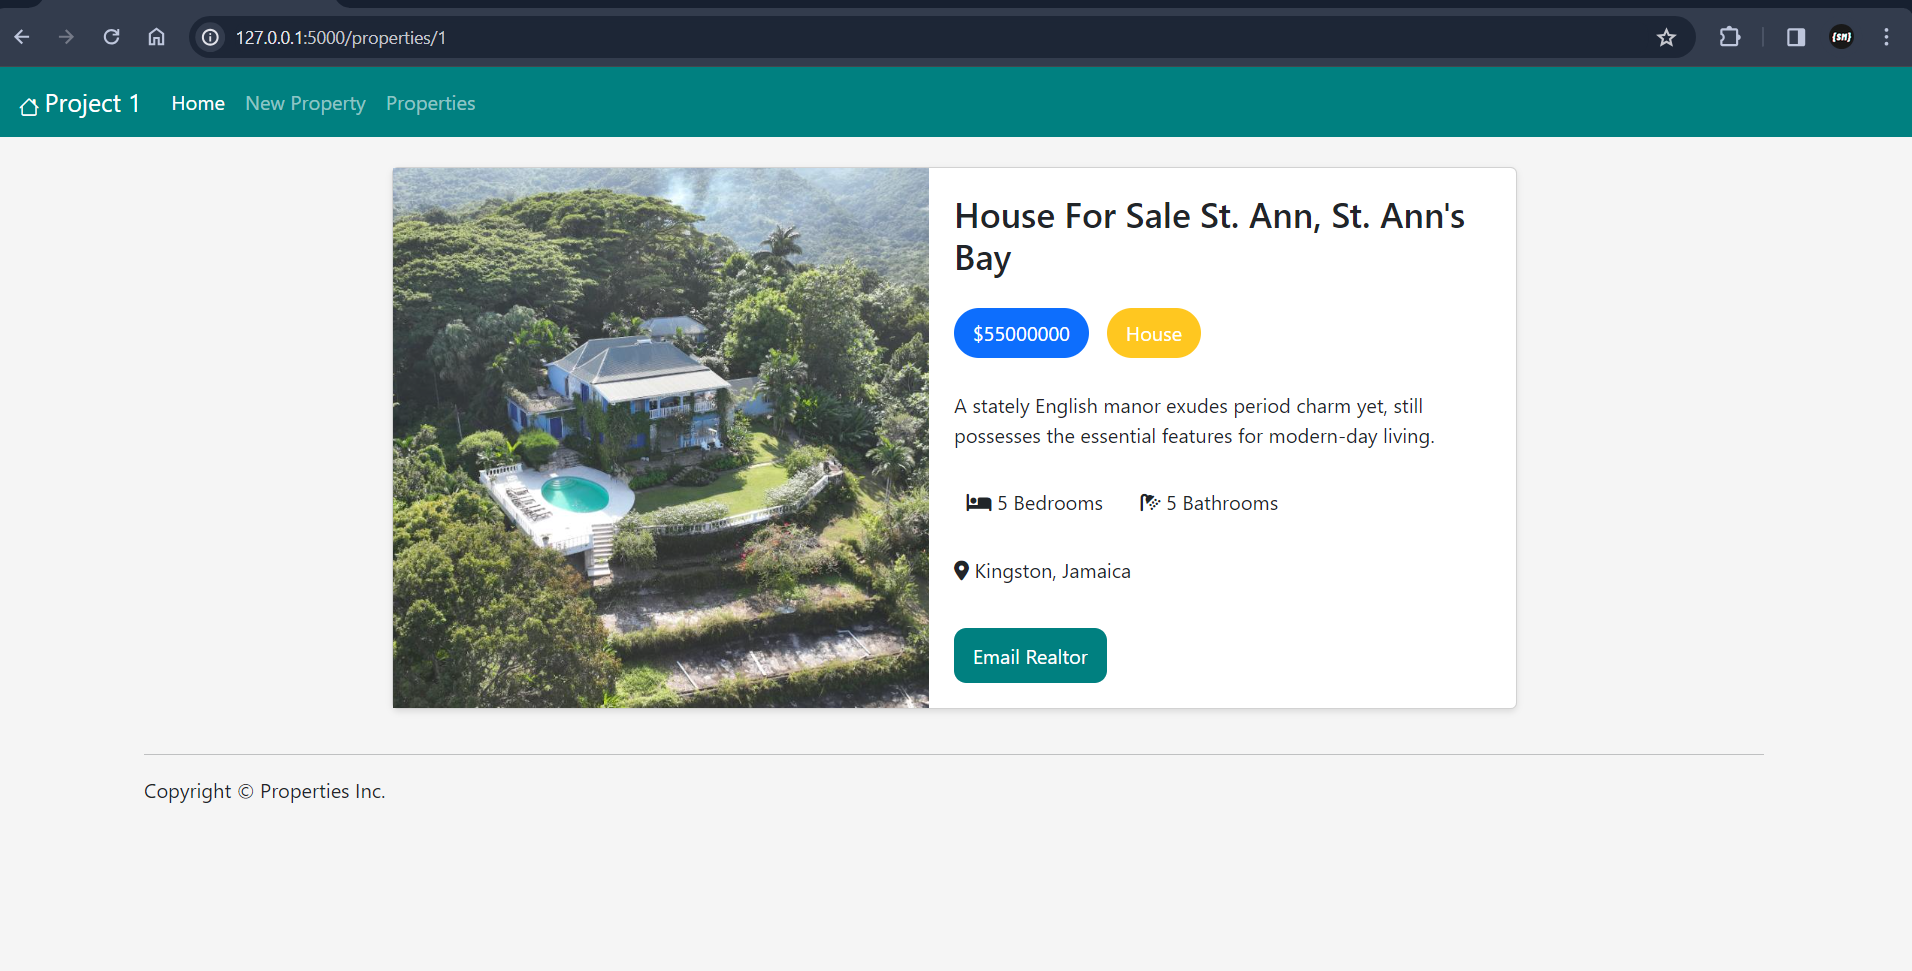 127.0.0.1:5000/properties/1
{SM}
Project 1 Home New Property Properties
House For Sale St. Ann, St. Ann's
Bay
$55000000 House
A stately English manor exudes period charm yet, still
possesses the essential features for modern-day living.
5 Bedrooms 5 Bathrooms
Kingston, Jamaica
Email Realtor
Copyright © Properties Inc.